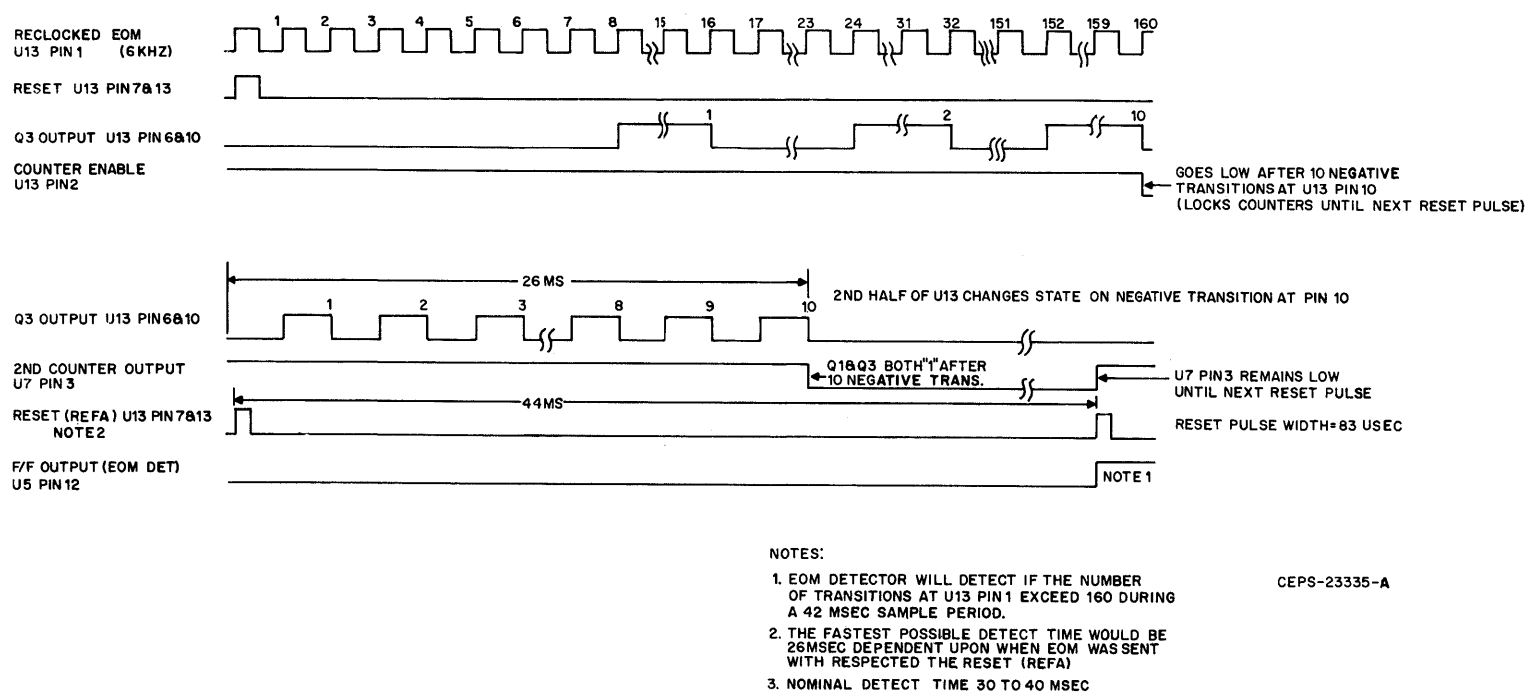 1 2 3 4 5 6 7 8 15 16 17 23 24 31 32 151 152 159 160
RECLOCKED EOM
U13 PIN 1 (6KHZ)
RESET U13 PIN 7&13
1 2 10
Q3 OUTPUT U13 PIN 6&10
COUNTER ENABLE
U13 PIN2
GOES LOW AFTER 10 NEGATIVE
TRANSITIONS AT U13 PIN 10
(LOCKS COUNTERS UNTIL NEXT RESET PULSE)
26 MS
2ND HALF OF U13 CHANGES STATE ON NEGATIVE TRANSITION AT PIN 10
1 2 3 8 9 10
Q3 OUTPUT U13 PIN 6&10
2ND COUNTER OUTPUT
U7 PIN 3
Q1&Q3 BOTH "1" AFTER
10 NEGATIVE TRANS.
U7 PIN3 REMAINS LOW
UNTIL NEXT RESET PULSE
44MS
RESET (REFA) U13 PIN 7&13
NOTE 2
RESET PULSE WIDTH=83 USEC
F/F OUTPUT (EOM DET)
U5 PIN 12
NOTE 1
NOTES:
1. EOM DETECTOR WILL DETECT IF THE NUMBER
OF TRANSITIONS AT U13 PIN 1 EXCEED 160 DURING
A 42 MSEC SAMPLE PERIOD.
CEPS-23335-A
2. THE FASTEST POSSIBLE DETECT TIME WOULD BE
26MSEC DEPENDENT UPON WHEN EOM WAS SENT
WITH RESPECTED THE RESET (REFA)
3. NOMINAL DETECT TIME 30 TO 40 MSEC